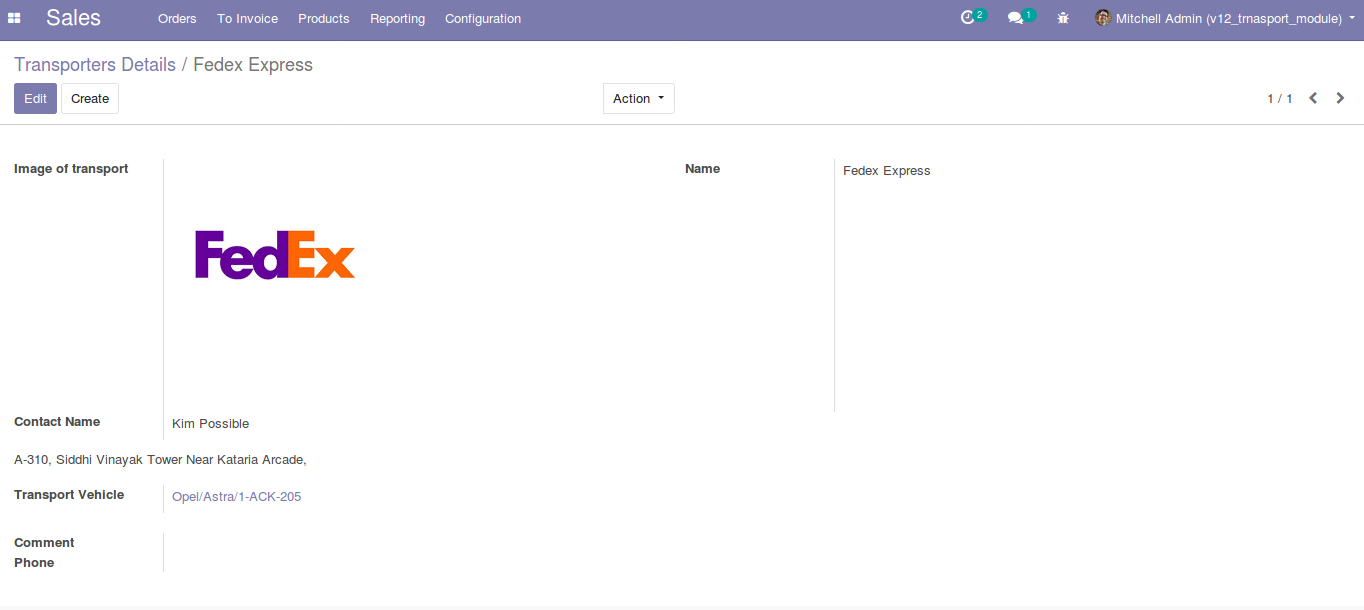 Sales Orders To Invoice Products Reporting Configuration 2 1 Mitchell Admin (v12_trnasport_module)
Transporters Details / Fedex Express
Edit Create Action 1 / 1
Image of transport Name Fedex Express
FedEx
Contact Name Kim Possible
A-310, Siddhi Vinayak Tower Near Kataria Arcade,
Transport Vehicle Opel/Astra/1-ACK-205
Comment
Phone